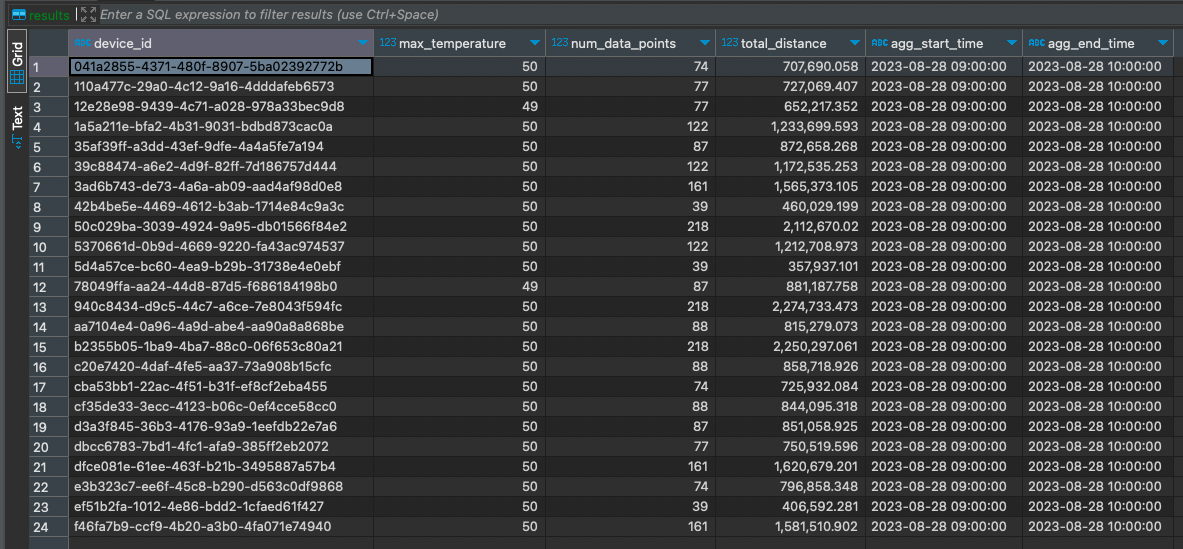 results Enter a SQL expression to filter results (use Ctrl+Space)
Grid
Text
ABC device_id 123 max_temperature 123 num_data_points 123 total_distance ABC agg_start_time ABC agg_end_time
1 041a2855-4371-480f-8907-5ba02392772b 50 74 707,690.058 2023-08-28 09:00:00 2023-08-28 10:00:00
2 110a477c-29a0-4c12-9a16-4dddafeb6573 50 77 727,069.407 2023-08-28 09:00:00 2023-08-28 10:00:00
3 12e28e98-9439-4c71-a028-978a33bec9d8 49 77 652,217.352 2023-08-28 09:00:00 2023-08-28 10:00:00
4 1a5a211e-bfa2-4b31-9031-bdbd873cac0a 50 122 1,233,699.593 2023-08-28 09:00:00 2023-08-28 10:00:00
5 35af39ff-a3dd-43ef-9dfe-4a4a5fe7a194 50 87 872,658.268 2023-08-28 09:00:00 2023-08-28 10:00:00
6 39c88474-a6e2-4d9f-82ff-7d186757d444 50 122 1,172,535.253 2023-08-28 09:00:00 2023-08-28 10:00:00
7 3ad6b743-de73-4a6a-ab09-aad4af98d0e8 50 161 1,565,373.105 2023-08-28 09:00:00 2023-08-28 10:00:00
8 42b4be5e-4469-4612-b3ab-1714e84c9a3c 50 39 460,029.199 2023-08-28 09:00:00 2023-08-28 10:00:00
9 50c029ba-3039-4924-9a95-db01566f84e2 50 218 2,112,670.02 2023-08-28 09:00:00 2023-08-28 10:00:00
10 5370661d-0b9d-4669-9220-fa43ac974537 50 122 1,212,708.973 2023-08-28 09:00:00 2023-08-28 10:00:00
11 5d4a57ce-bc60-4ea9-b29b-31738e4e0ebf 50 39 357,937.101 2023-08-28 09:00:00 2023-08-28 10:00:00
12 78049ffa-aa24-44d8-87d5-f686184198b0 49 87 881,187.758 2023-08-28 09:00:00 2023-08-28 10:00:00
13 940c8434-d9c5-44c7-a6ce-7e8043f594fc 50 218 2,274,733.473 2023-08-28 09:00:00 2023-08-28 10:00:00
14 aa7104e4-0a96-4a9d-abe4-aa90a8a868be 50 88 815,279.073 2023-08-28 09:00:00 2023-08-28 10:00:00
15 b2355b05-1ba9-4ba7-88c0-06f653c80a21 50 218 2,250,297.061 2023-08-28 09:00:00 2023-08-28 10:00:00
16 c20e7420-4daf-4fe5-aa37-73a908b15cfc 50 88 858,718.926 2023-08-28 09:00:00 2023-08-28 10:00:00
17 cba53bb1-22ac-4f51-b31f-ef8cf2eba455 50 74 725,932.084 2023-08-28 09:00:00 2023-08-28 10:00:00
18 cf35de33-3ecc-4123-b06c-0ef4cce58cc0 50 88 844,095.318 2023-08-28 09:00:00 2023-08-28 10:00:00
19 d3a3f845-36b3-4176-93a9-1eefdb22e7a6 50 87 851,058.925 2023-08-28 09:00:00 2023-08-28 10:00:00
20 dbcc6783-7bd1-4fc1-afa9-385ff2eb2072 50 77 750,519.596 2023-08-28 09:00:00 2023-08-28 10:00:00
21 dfce081e-61ee-463f-b21b-3495887a57b4 50 161 1,620,679.201 2023-08-28 09:00:00 2023-08-28 10:00:00
22 e3b323c7-ee6f-45c8-b290-d563c0df9868 50 74 796,858.348 2023-08-28 09:00:00 2023-08-28 10:00:00
23 ef51b2fa-1012-4e86-bdd2-1cfaed61f427 50 39 406,592.281 2023-08-28 09:00:00 2023-08-28 10:00:00
24 f46fa7b9-ccf9-4b20-a3b0-4fa071e74940 50 161 1,581,510.902 2023-08-28 09:00:00 2023-08-28 10:00:00